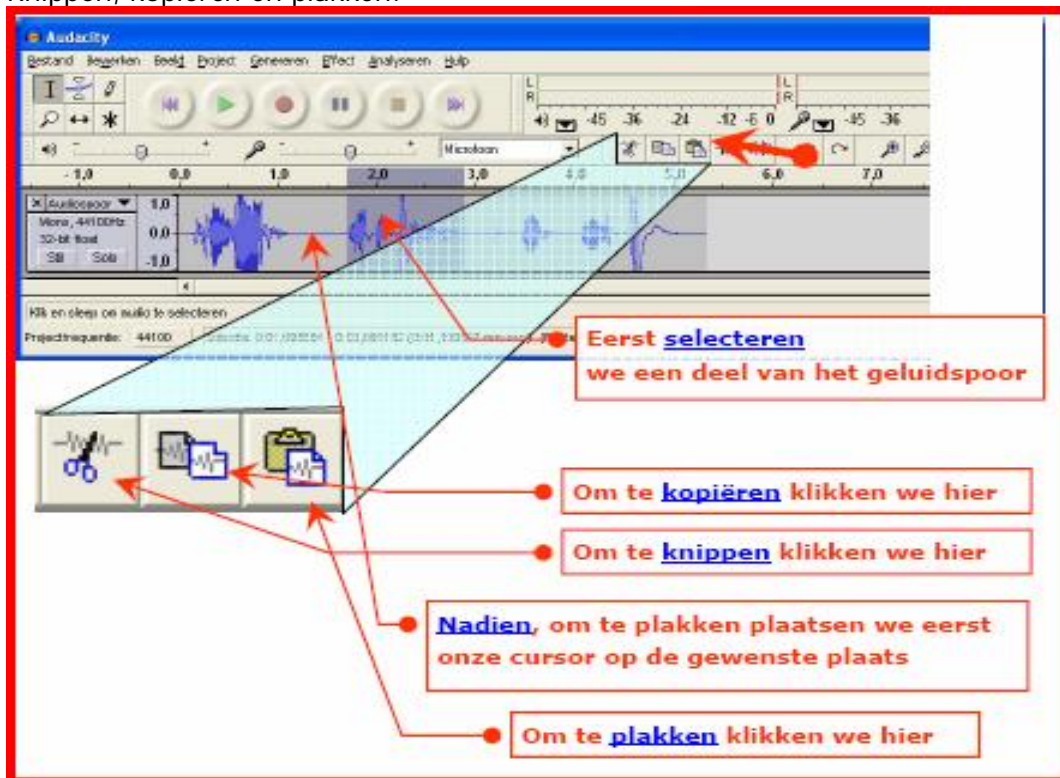 Knippen, kopiëren en plakken:
Audacity
Bestand Bewerken Beeld Project Genereren Effect Analyseren Hulp
L
R
-45 -36 -24 -12 -6 0
L
R
-45 -36
Microfoon
- 1,0 0,0 1,0 2,0 3,0 4,0 5,0 6,0 7,0
X Audiospoor
Mono, 44100Hz
32-bit float
Stil Solo
1,0
0,0
-1,0
Klik en sleep om audio te selecteren
Projectfrequentie: 44100
Eerst selecteren
we een deel van het geluidspoor
Om te kopiëren klikken we hier
Om te knippen klikken we hier
Nadien, om te plakken plaatsen we eerst
onze cursor op de gewenste plaats
Om te plakken klikken we hier